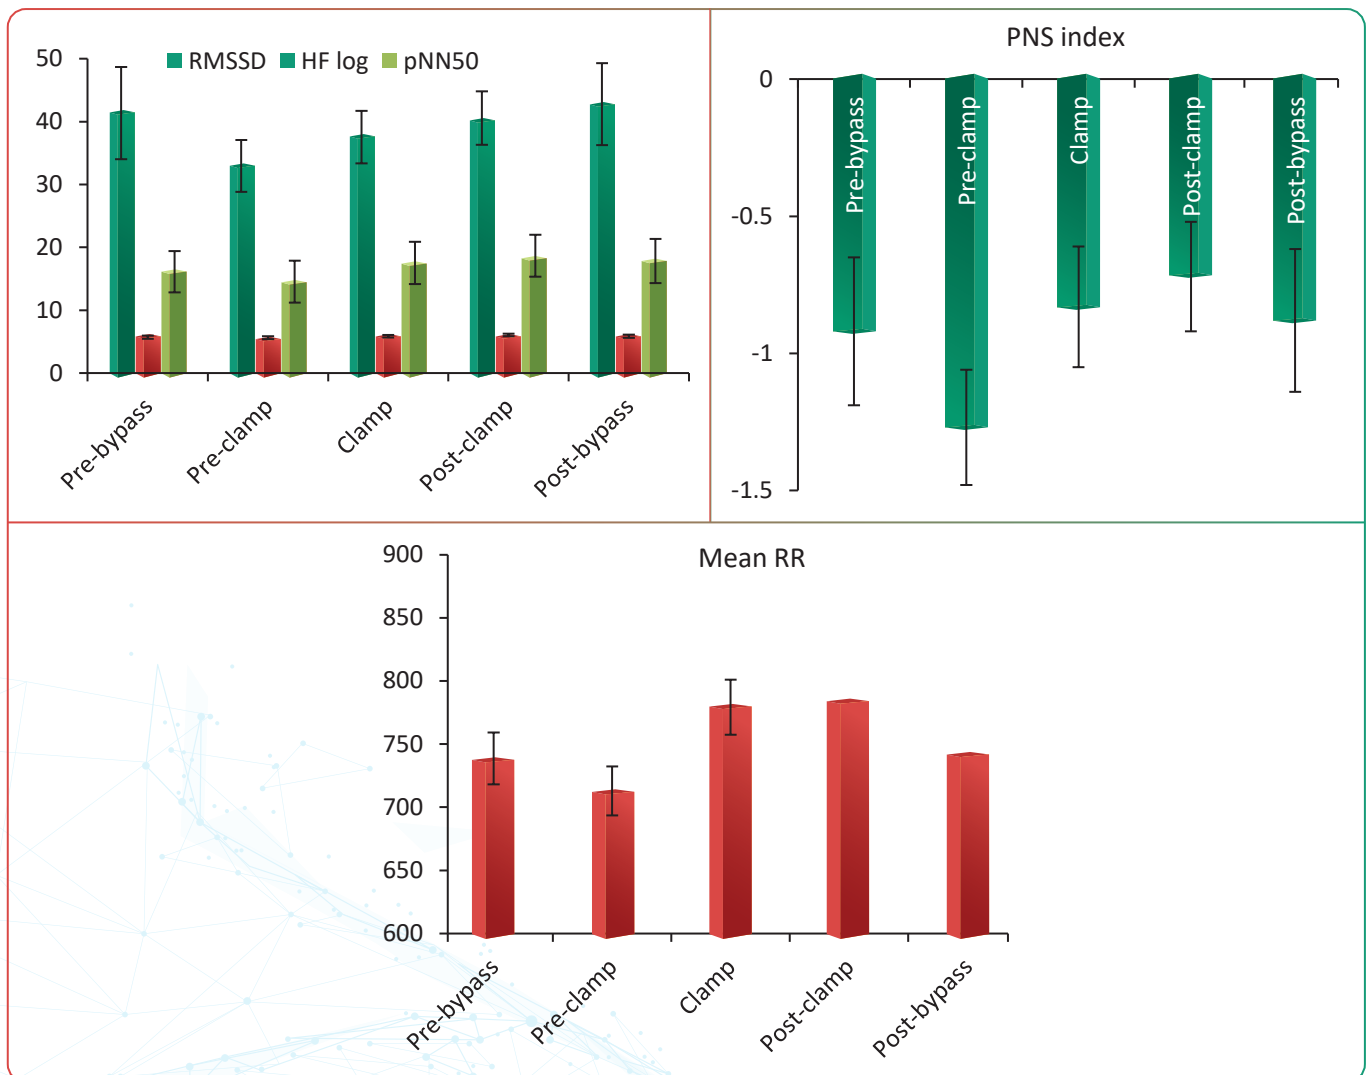 RMSSD HF log pNN50
50
40
30
20
10
0
Pre-bypass
Pre-clamp
Clamp
Post-clamp
Post-bypass
PNS index
0
-0.5
-1
-1.5
Pre-bypass
Pre-clamp
Clamp
Post-clamp
Post-bypass
Mean RR
900
850
800
750
700
650
600
Pre-bypass
Pre-clamp
Clamp
Post-clamp
Post-bypass